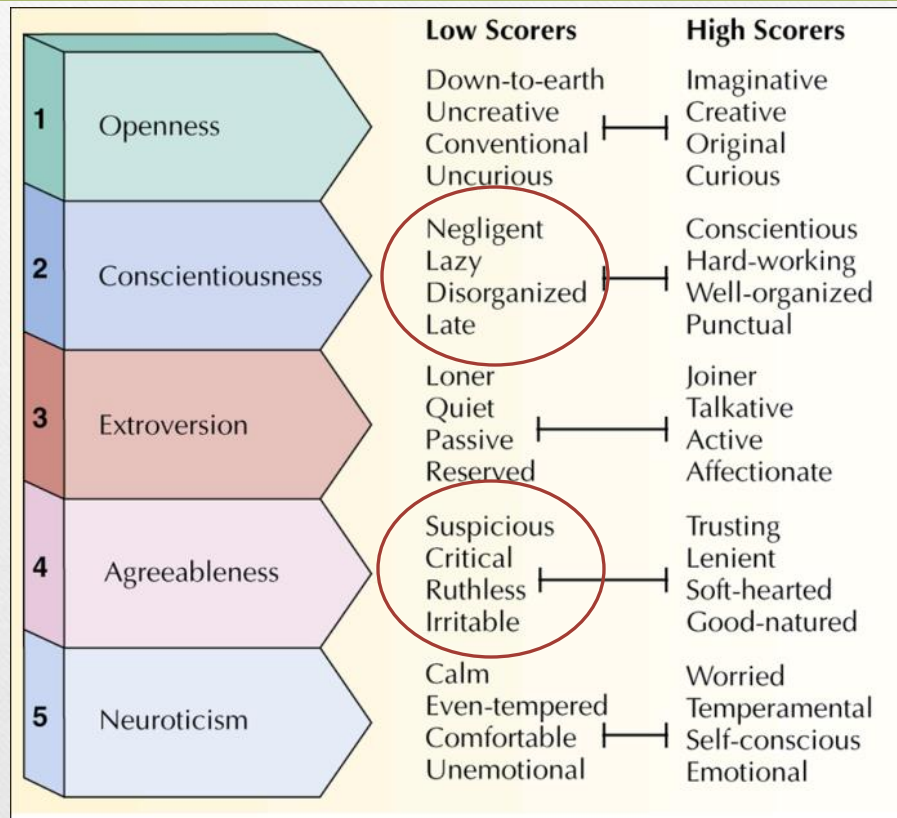 Low Scorers High Scorers
1 Openness
Down-to-earth Imaginative
Uncreative Creative
Conventional Original
Uncurious Curious
2 Conscientiousness
Negligent Conscientious
Lazy Hard-working
Disorganized Well-organized
Late Punctual
3 Extroversion
Loner Joiner
Quiet Talkative
Passive Active
Reserved Affectionate
4 Agreeableness
Suspicious Trusting
Critical Lenient
Ruthless Soft-hearted
Irritable Good-natured
5 Neuroticism
Calm Worried
Even-tempered Temperamental
Comfortable Self-conscious
Unemotional Emotional